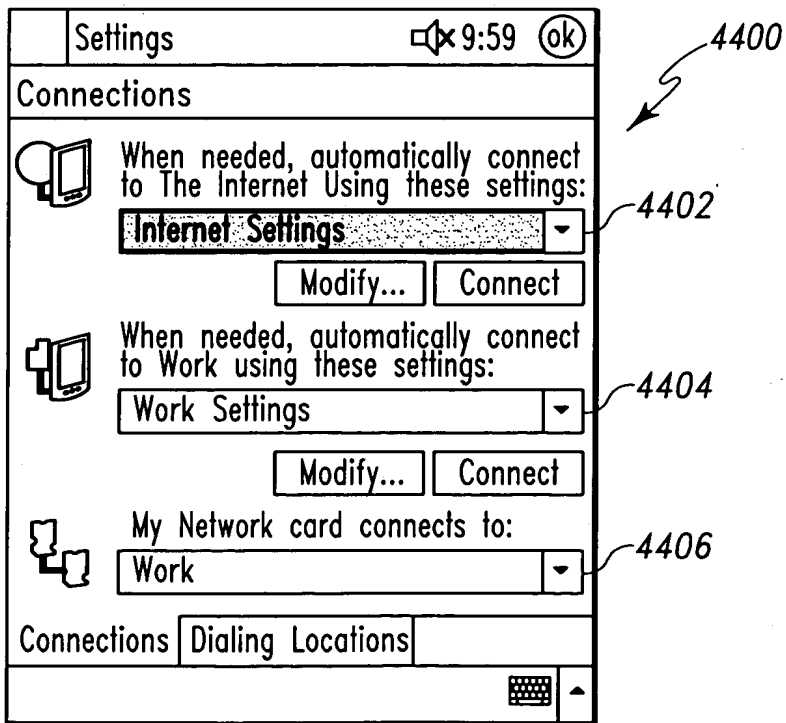 Settings 9:59 ok
4400
Connections
When needed, automatically connect
to The Internet Using these settings:
Internet Settings
4402
Modify... Connect
When needed, automatically connect
to Work using these settings:
Work Settings
4404
Modify... Connect
My Network card connects to:
Work
4406
Connections Dialing Locations